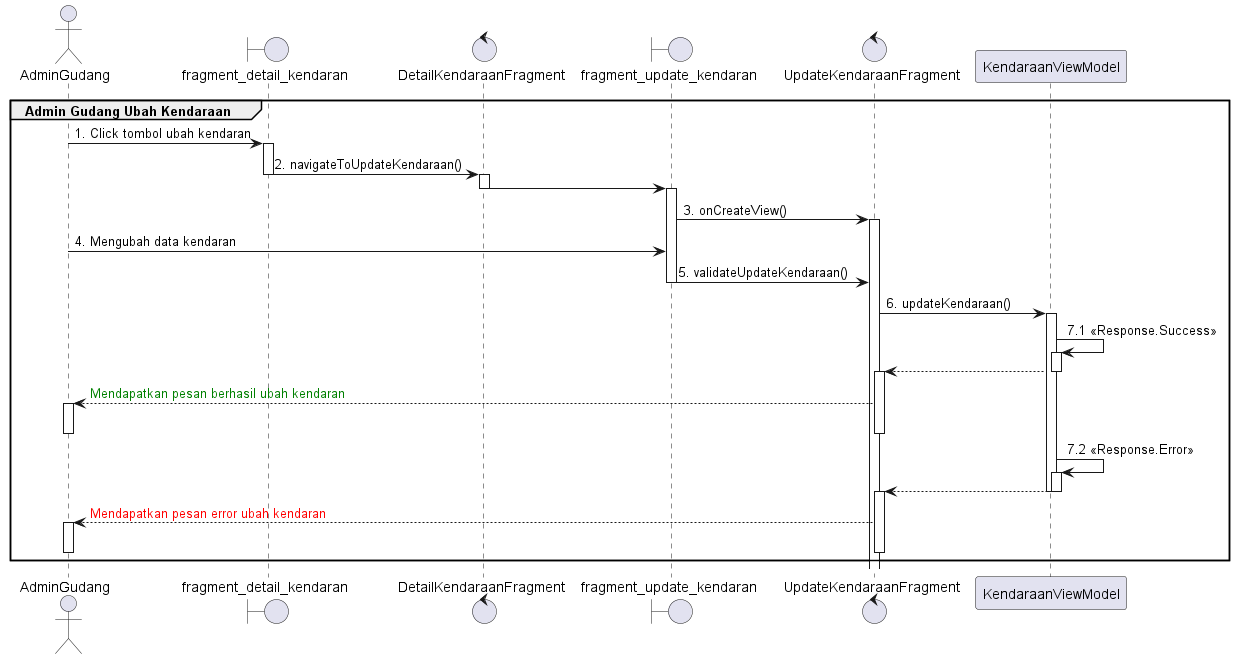 AdminGudang
fragment_detail_kendaran
DetailKendaraanFragment
fragment_update_kendaran
UpdateKendaraanFragment
KendaraanViewModel
Admin Gudang Ubah Kendaraan
1. Click tombol ubah kendaran
2. navigateToUpdateKendaraan()
3. onCreateView()
4. Mengubah data kendaran
5. validateUpdateKendaraan()
6. updateKendaraan()
7.1 «Response.Success»
Mendapatkan pesan berhasil ubah kendaran
7.2 «Response.Error»
Mendapatkan pesan error ubah kendaran
AdminGudang
fragment_detail_kendaran
DetailKendaraanFragment
fragment_update_kendaran
UpdateKendaraanFragment
KendaraanViewModel